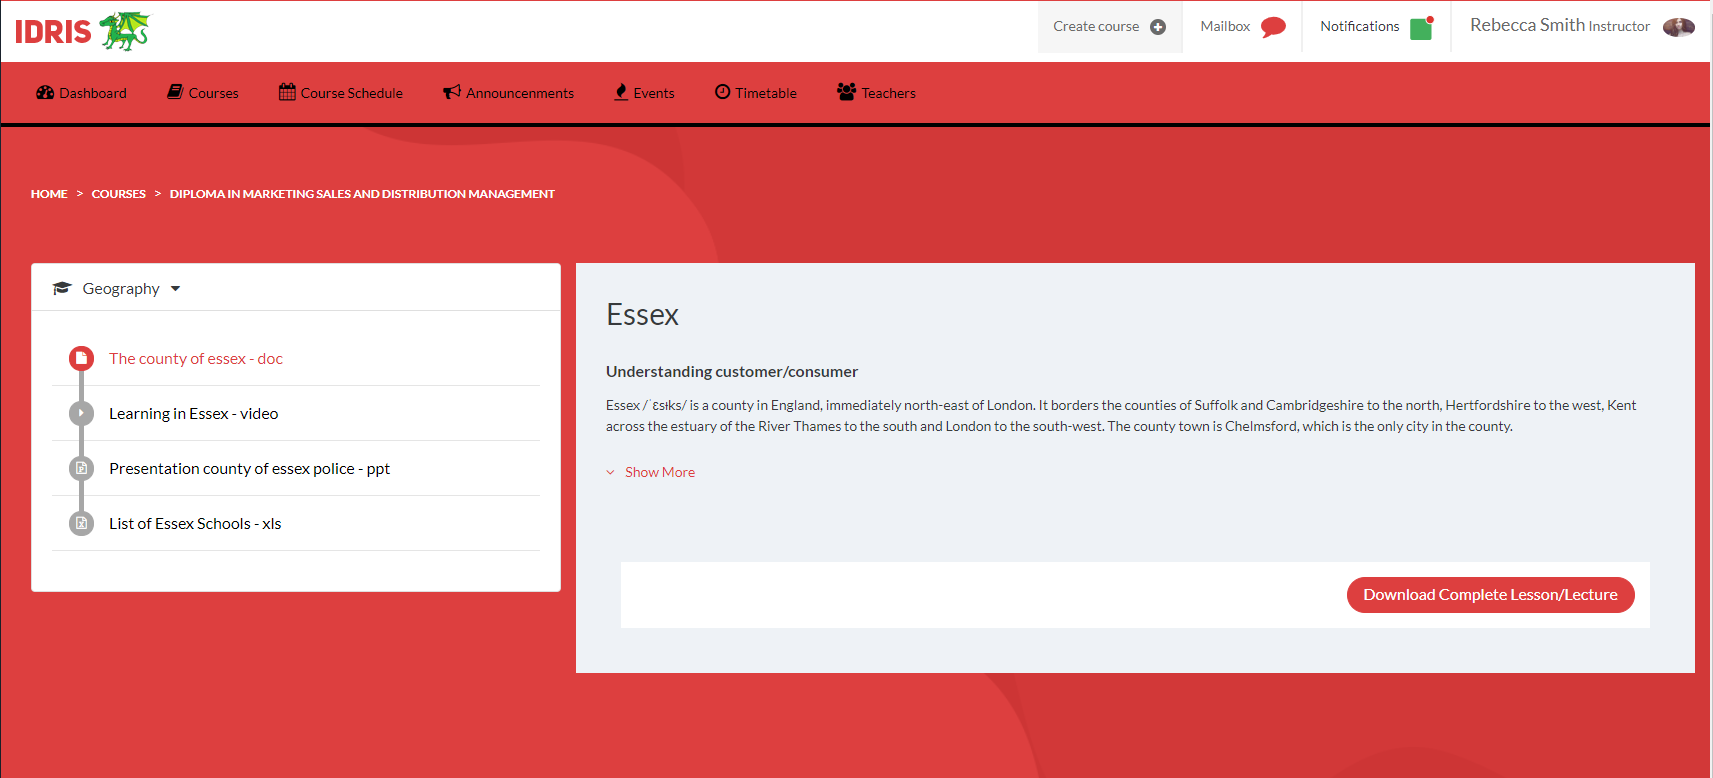 IDRIS
Create course
Mailbox
Notifications
Rebecca Smith Instructor
Dashboard
Courses
Course Schedule
Announcenments
Events
Timetable
Teachers
HOME > COURSES > DIPLOMA IN MARKETING SALES AND DISTRIBUTION MANAGEMENT
Geography
The county of essex - doc
Learning in Essex - video
Presentation county of essex police - ppt
List of Essex Schools - xls
Essex
Understanding customer/consumer
Essex /ˈɛsɪks/ is a county in England, immediately north-east of London. It borders the counties of Suffolk and Cambridgeshire to the north, Hertfordshire to the west, Kent
across the estuary of the River Thames to the south and London to the south-west. The county town is Chelmsford, which is the only city in the county.
Show More
Download Complete Lesson/Lecture